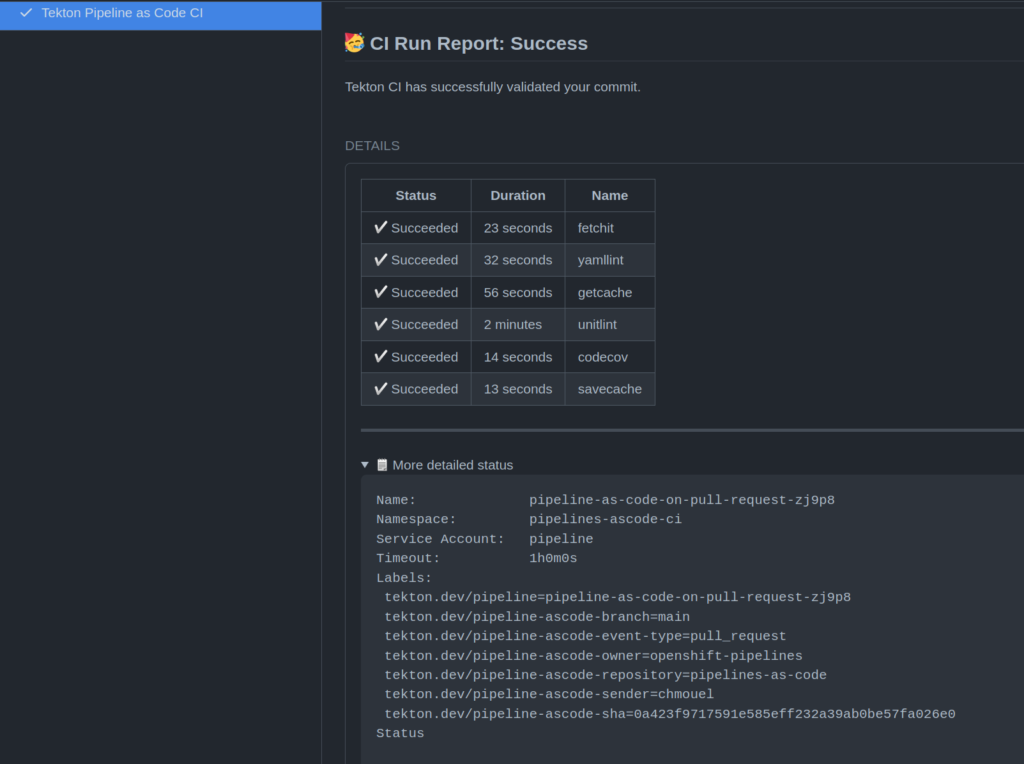 Tekton Pipeline as Code CI
CI Run Report: Success
Tekton CI has successfully validated your commit.
DETAILS
Status Duration Name
Succeeded 23 seconds fetchit
Succeeded 32 seconds yamllint
Succeeded 56 seconds getcache
Succeeded 2 minutes unitlint
Succeeded 14 seconds codecov
Succeeded 13 seconds savecache
More detailed status
Name: pipeline-as-code-on-pull-request-zj9p8
Namespace: pipelines-ascode-ci
Service Account: pipeline
Timeout: 1h0m0s
Labels:
tekton.dev/pipeline=pipeline-as-code-on-pull-request-zj9p8
tekton.dev/pipeline-ascode-branch=main
tekton.dev/pipeline-ascode-event-type=pull_request
tekton.dev/pipeline-ascode-owner=openshift-pipelines
tekton.dev/pipeline-ascode-repository=pipelines-as-code
tekton.dev/pipeline-ascode-sender=chmouel
tekton.dev/pipeline-ascode-sha=0a423f9717591e585eff232a39ab0be57fa026e0
Status